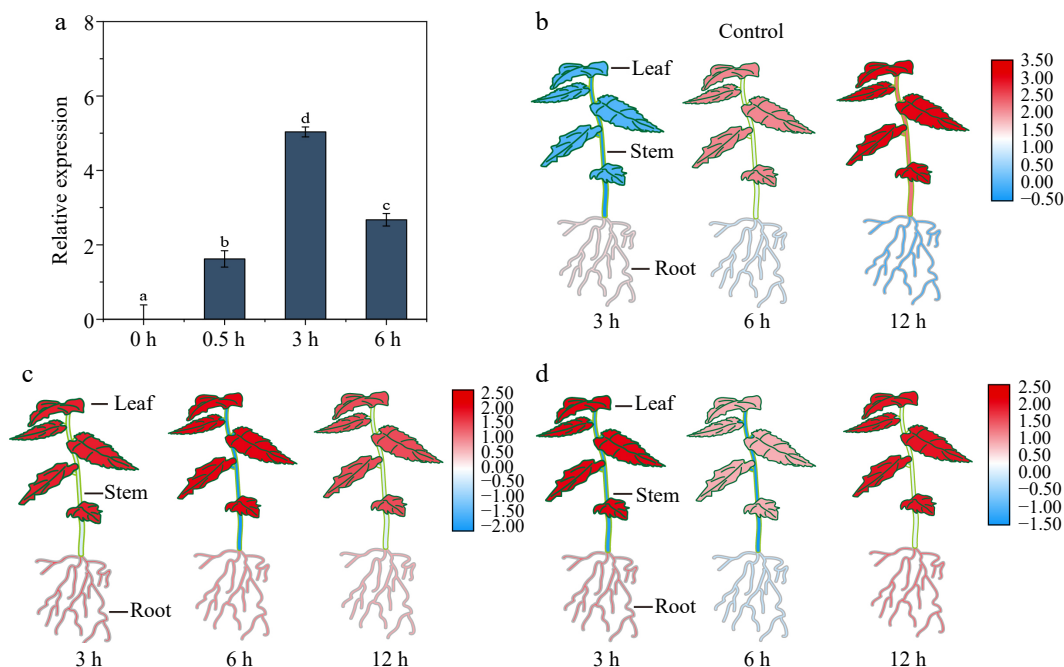 a
8
6
4
2
0
Relative expression
a
b
d
c
0 h
0.5 h
3 h
6 h
b
Control
Leaf
Stem
Root
3 h
6 h
12 h
3.50
3.00
2.50
2.00
1.50
1.00
0.50
0.00
−0.50
c
Leaf
Stem
Root
3 h
6 h
12 h
2.50
2.00
1.50
1.00
0.50
0.00
−0.50
−1.00
−1.50
−2.00
d
Leaf
Stem
Root
3 h
6 h
12 h
2.50
2.00
1.50
1.00
0.50
0.00
−0.50
−1.00
−1.50